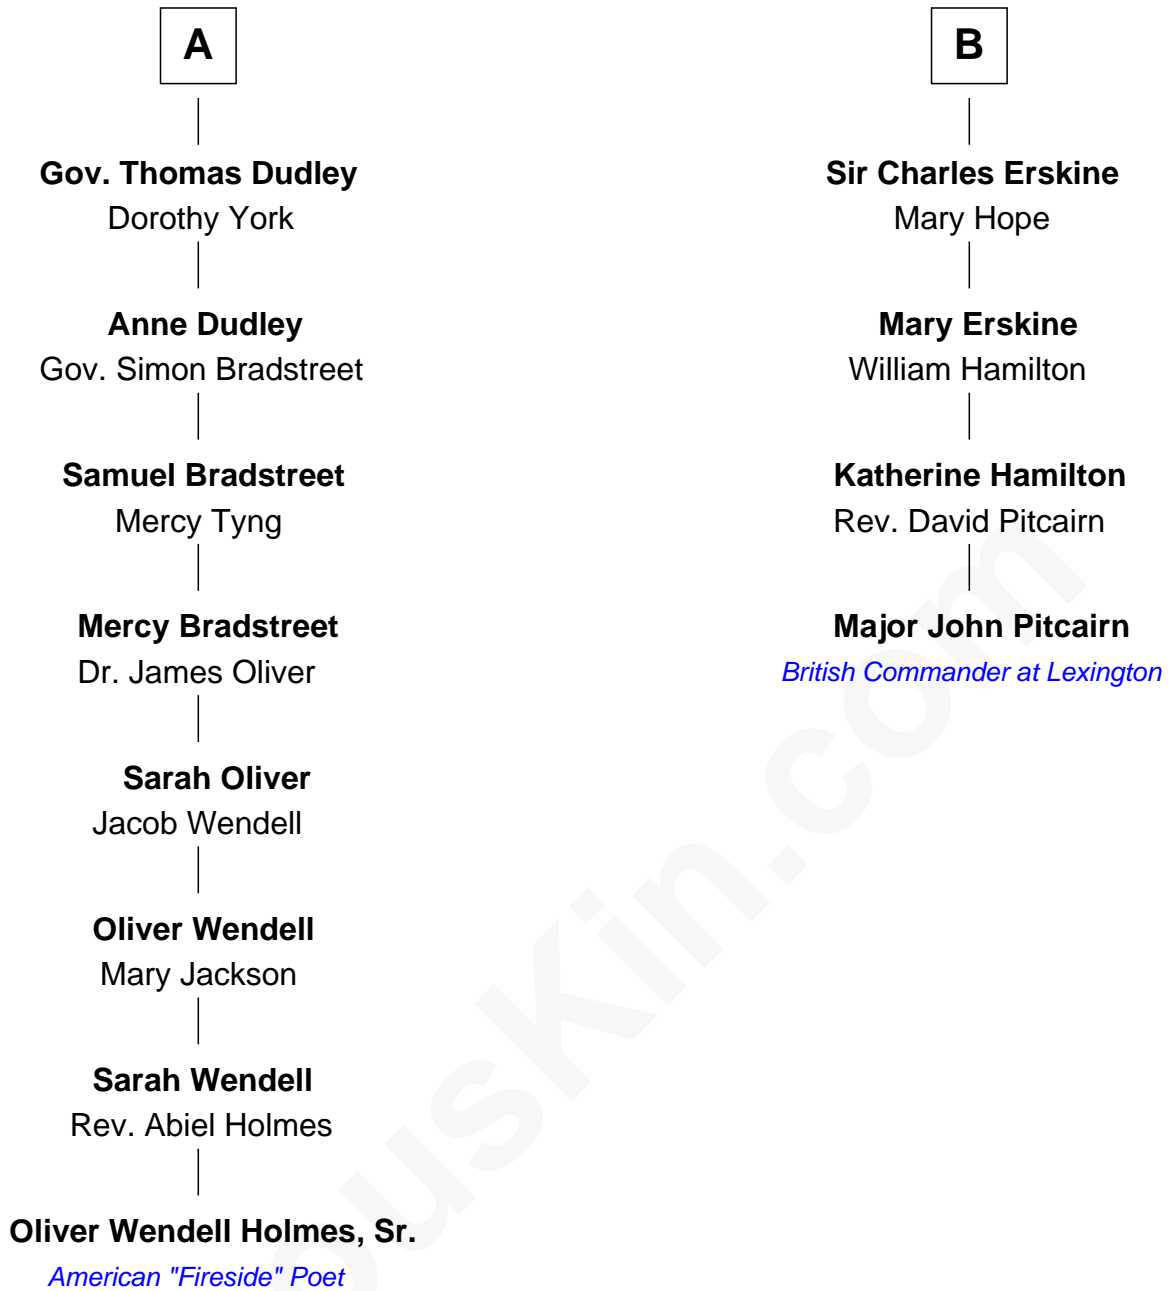 A
Gov. Thomas Dudley
Dorothy York
Anne Dudley
Gov. Simon Bradstreet
Samuel Bradstreet
Mercy Tyng
Mercy Bradstreet
Dr. James Oliver
Sarah Oliver
Jacob Wendell
Oliver Wendell
Mary Jackson
Sarah Wendell
Rev. Abiel Holmes
Oliver Wendell Holmes, Sr.
American "Fireside" Poet
B
Sir Charles Erskine
Mary Hope
Mary Erskine
William Hamilton
Katherine Hamilton
Rev. David Pitcairn
Major John Pitcairn
British Commander at Lexington
ousKin.com